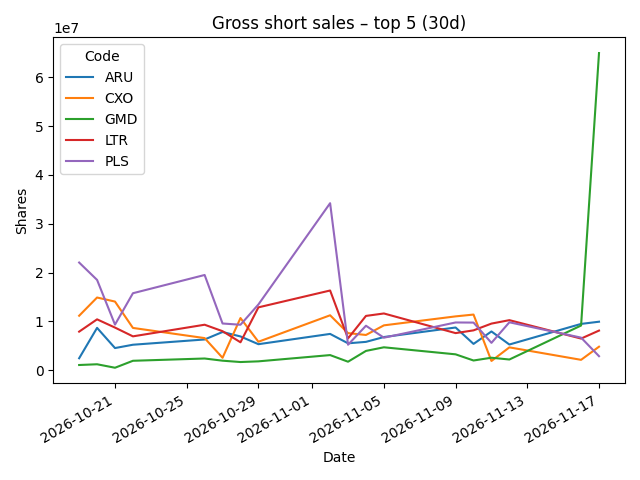 Gross short sales – top 5 (30d)
1e7
Code
ARU
CXO
GMD
LTR
PLS
6
5
4
3
2
1
0
Shares
2026-10-21
2026-10-25
2026-10-29
2026-11-01
2026-11-05
2026-11-09
2026-11-13
2026-11-17
Date